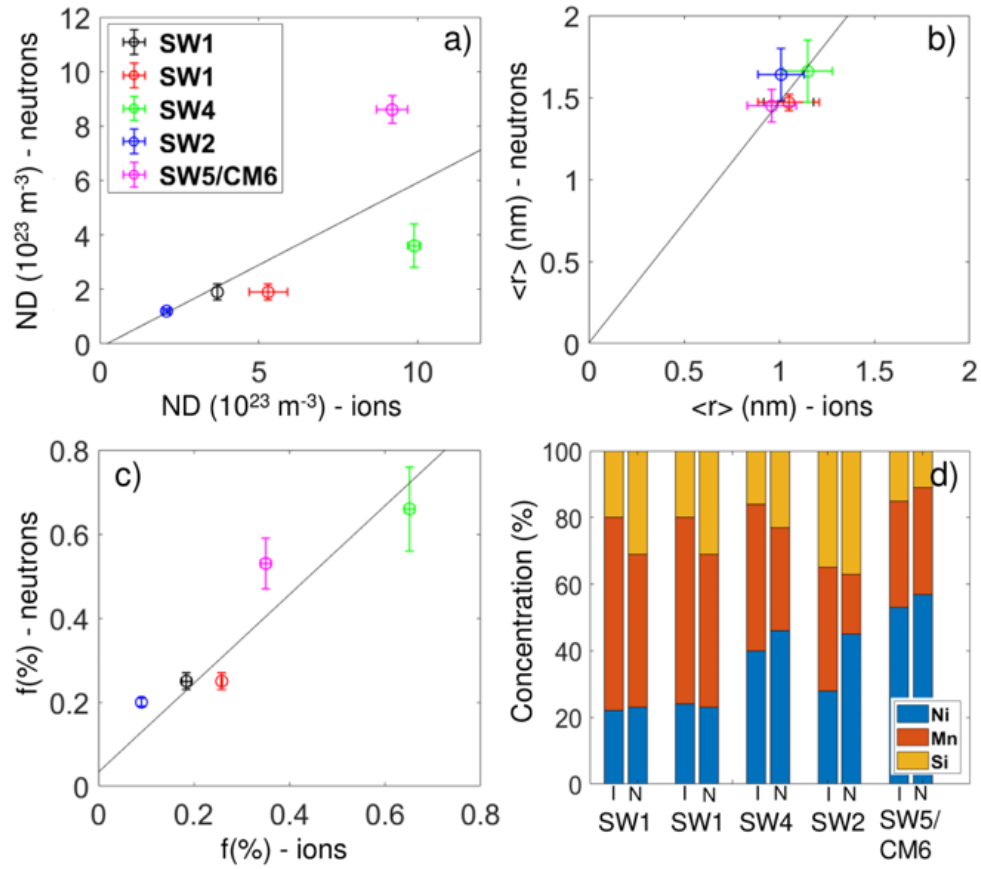 12
10
8
6
4
2
0
ND (10²³ m⁻³) - neutrons
SW1
SW1
SW4
SW2
SW5/CM6
a)
0
5
10
ND (10²³ m⁻³) - ions
2
1.5
1
0.5
0
<r> (nm) - neutrons
b)
0
0.5
1
1.5
2
<r> (nm) - ions
0.8
0.6
0.4
0.2
0
f(%) - neutrons
c)
0
0.2
0.4
0.6
0.8
f(%) - ions
100
80
60
40
20
0
Concentration (%)
d)
Ni
Mn
Si
I N I N I N I N I N
SW1 SW1 SW4 SW2 SW5/
CM6